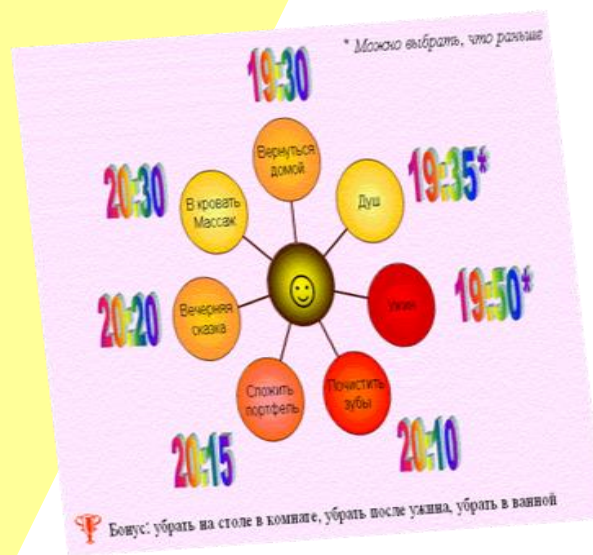 * Можно выбрать, что раньше
19:30
Вернуться
домой
19:35*
Душ
19:50*
Ужин
20:10
Почистить
зубы
20:15
Сложить
портфель
20:20
Вечерняя
сказка
20:30
В кровать
Массаж
Бонус: убрать на столе в комнате, убрать после ужина, убрать в ванной